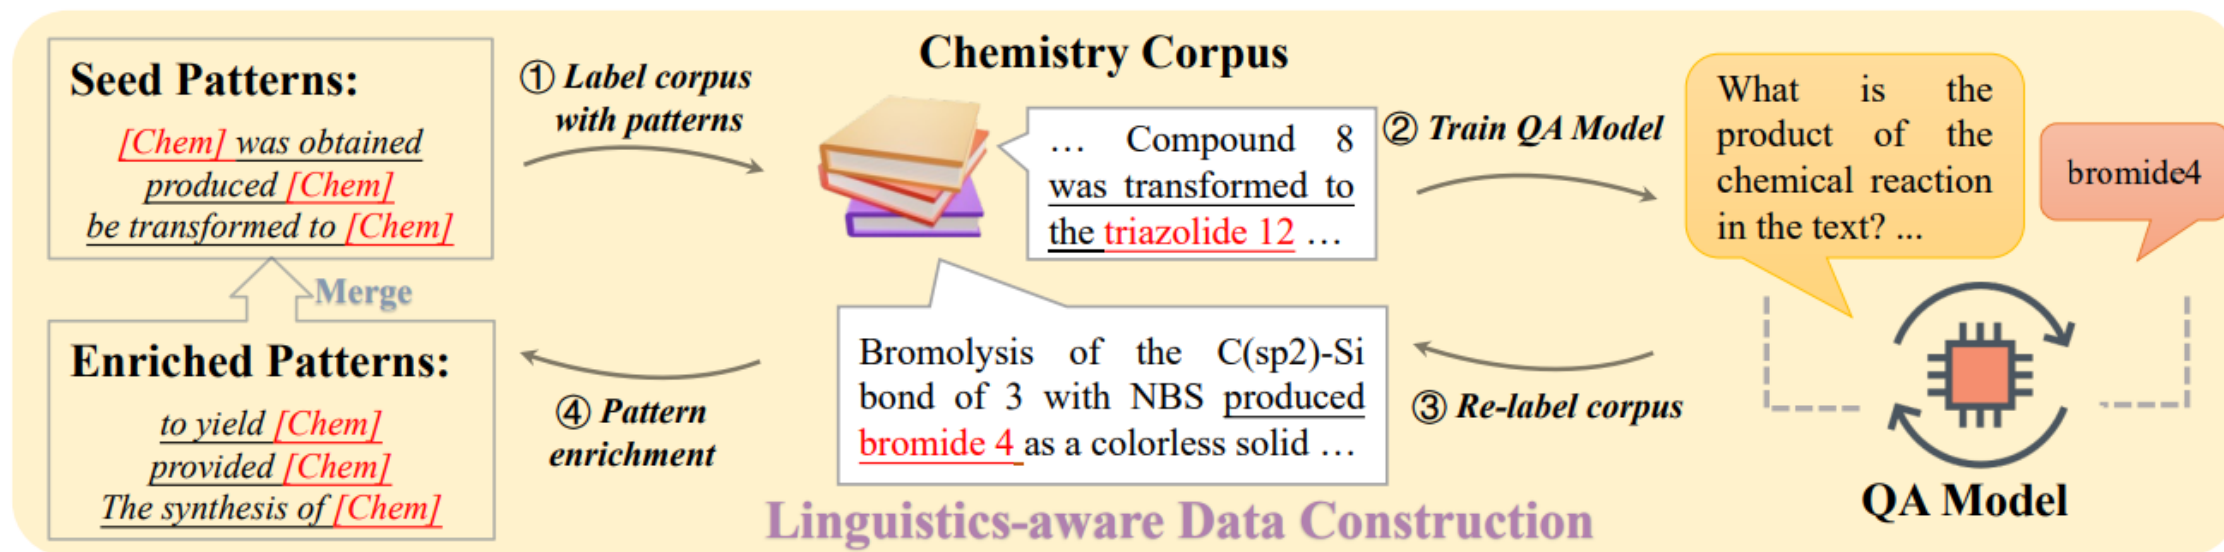 Seed Patterns:
[Chem] was obtained
produced [Chem]
be transformed to [Chem]
Merge
Enriched Patterns:
to yield [Chem]
provided [Chem]
The synthesis of [Chem]
① Label corpus
with patterns
Chemistry Corpus
… Compound 8
was transformed to
the triazolide 12 …
② Train QA Model
What is the
product of the
chemical reaction
in the text? ...
bromide4
QA Model
③ Re-label corpus
Bromolysis of the C(sp2)-Si
bond of 3 with NBS produced
bromide 4 as a colorless solid …
④ Pattern
enrichment
Linguistics-aware Data Construction